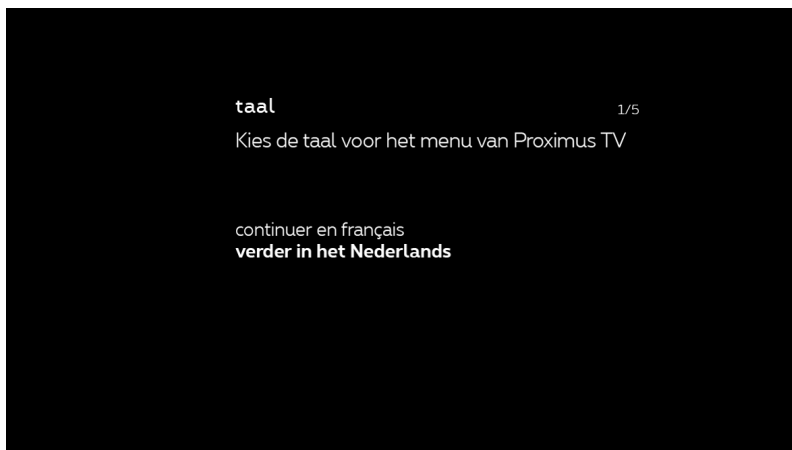 taal
1/5
Kies de taal voor het menu van Proximus TV
continuer en français
verder in het Nederlands